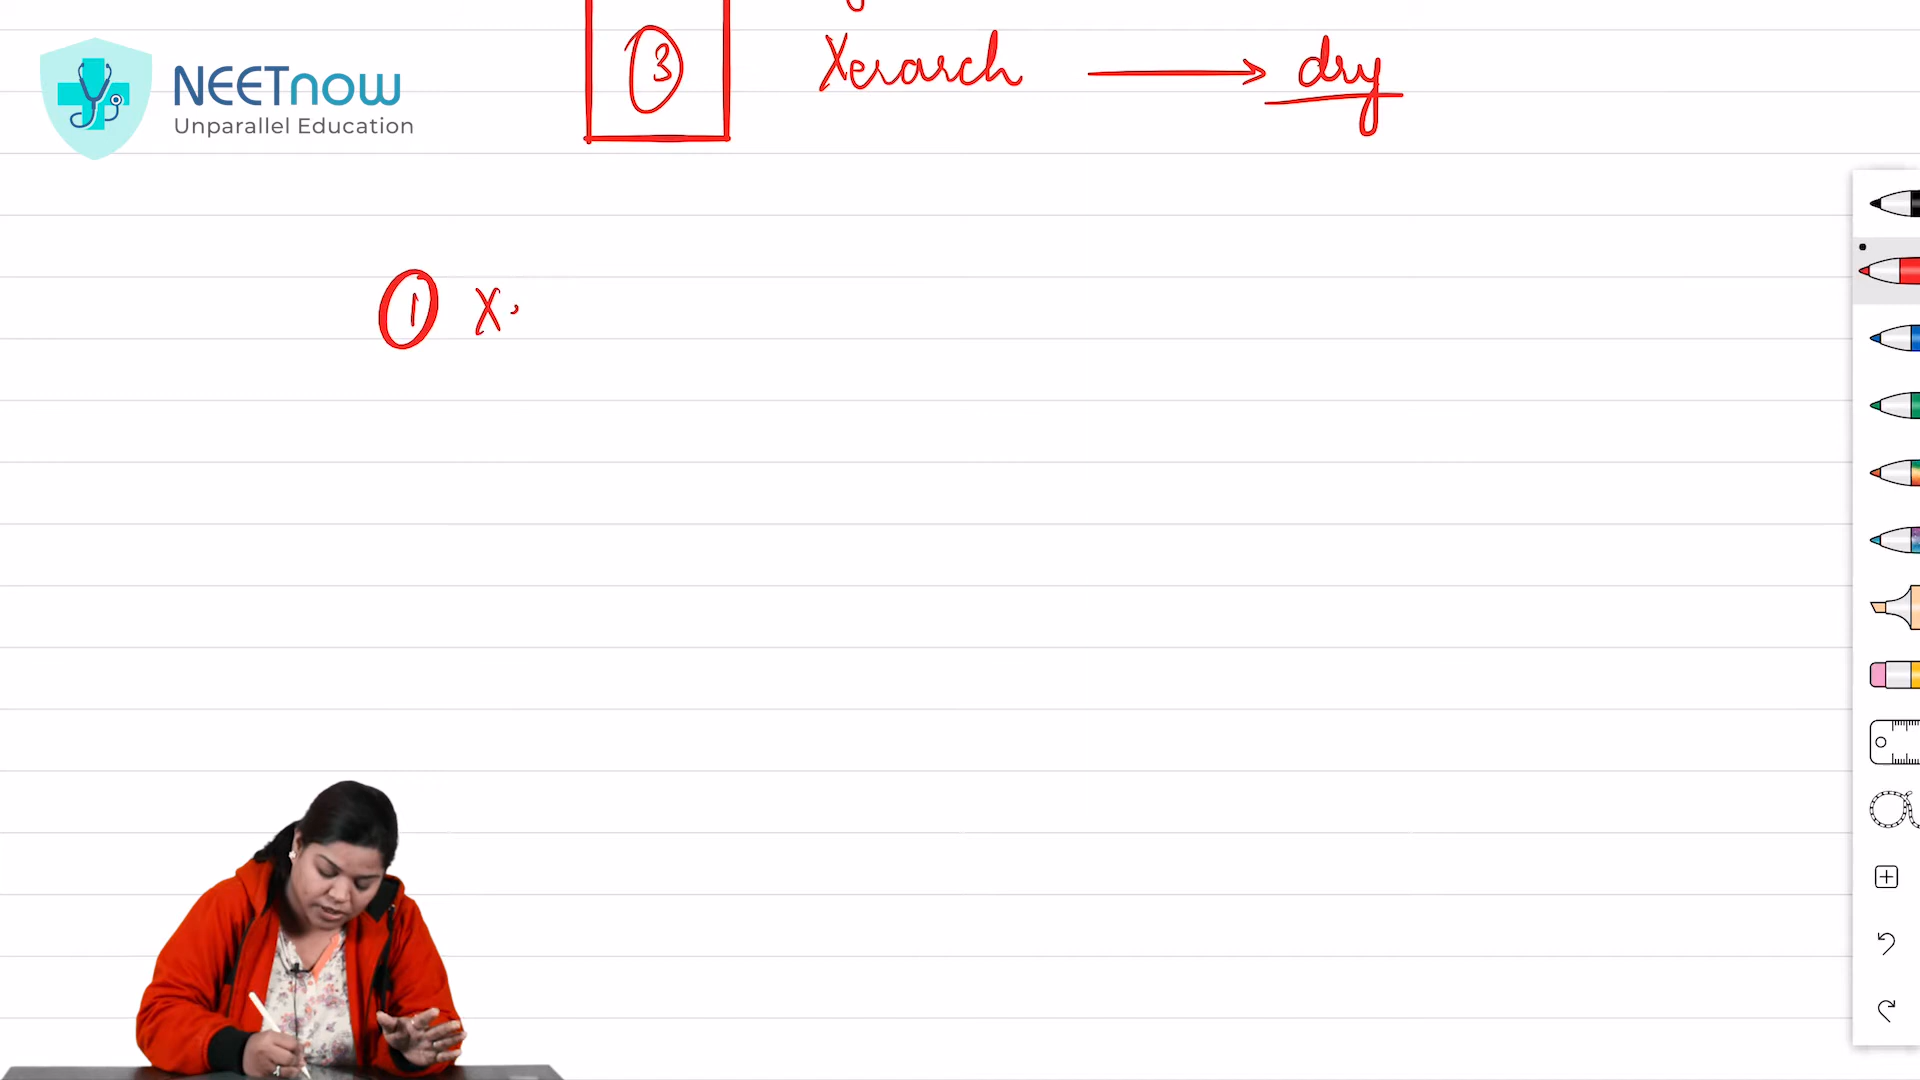 NEETnow
Unparallel Education
3 Xerarch → dry
1 X